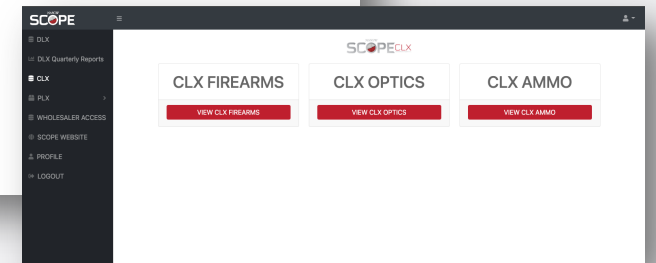 SCOPE
DLX
DLX Quarterly Reports
CLX
PLX
WHOLESALER ACCESS
SCOPE WEBSITE
PROFILE
LOGOUT
SCOPECLX
CLX FIREARMS
CLX OPTICS
CLX AMMO
VIEW CLX FIREARMS
VIEW CLX OPTICS
VIEW CLX AMMO